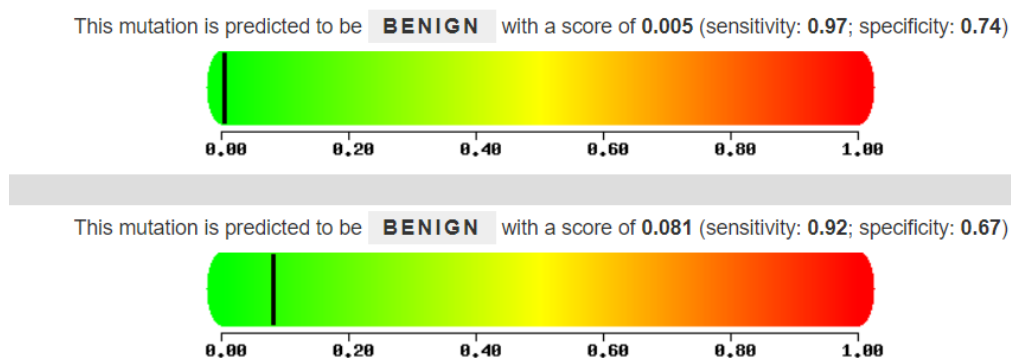 This mutation is predicted to be BENIGN with a score of 0.005 (sensitivity: 0.97; specificity: 0.74)
0.00 0.20 0.40 0.60 0.80 1.00
This mutation is predicted to be BENIGN with a score of 0.081 (sensitivity: 0.92; specificity: 0.67)
0.00 0.20 0.40 0.60 0.80 1.00